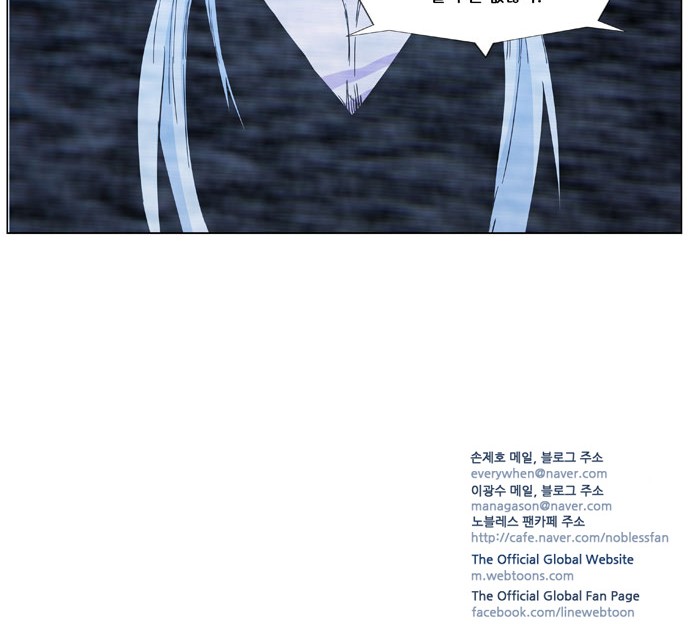 손제호 메일, 블로그 주소
everywhen@naver.com
이광수 메일, 블로그 주소
managason@naver.com
노블레스 팬카페 주소
http://cafe.naver.com/noblessfan
The Official Global Website
m.webtoons.com
The Official Global Fan Page
facebook.com/linewebtoon